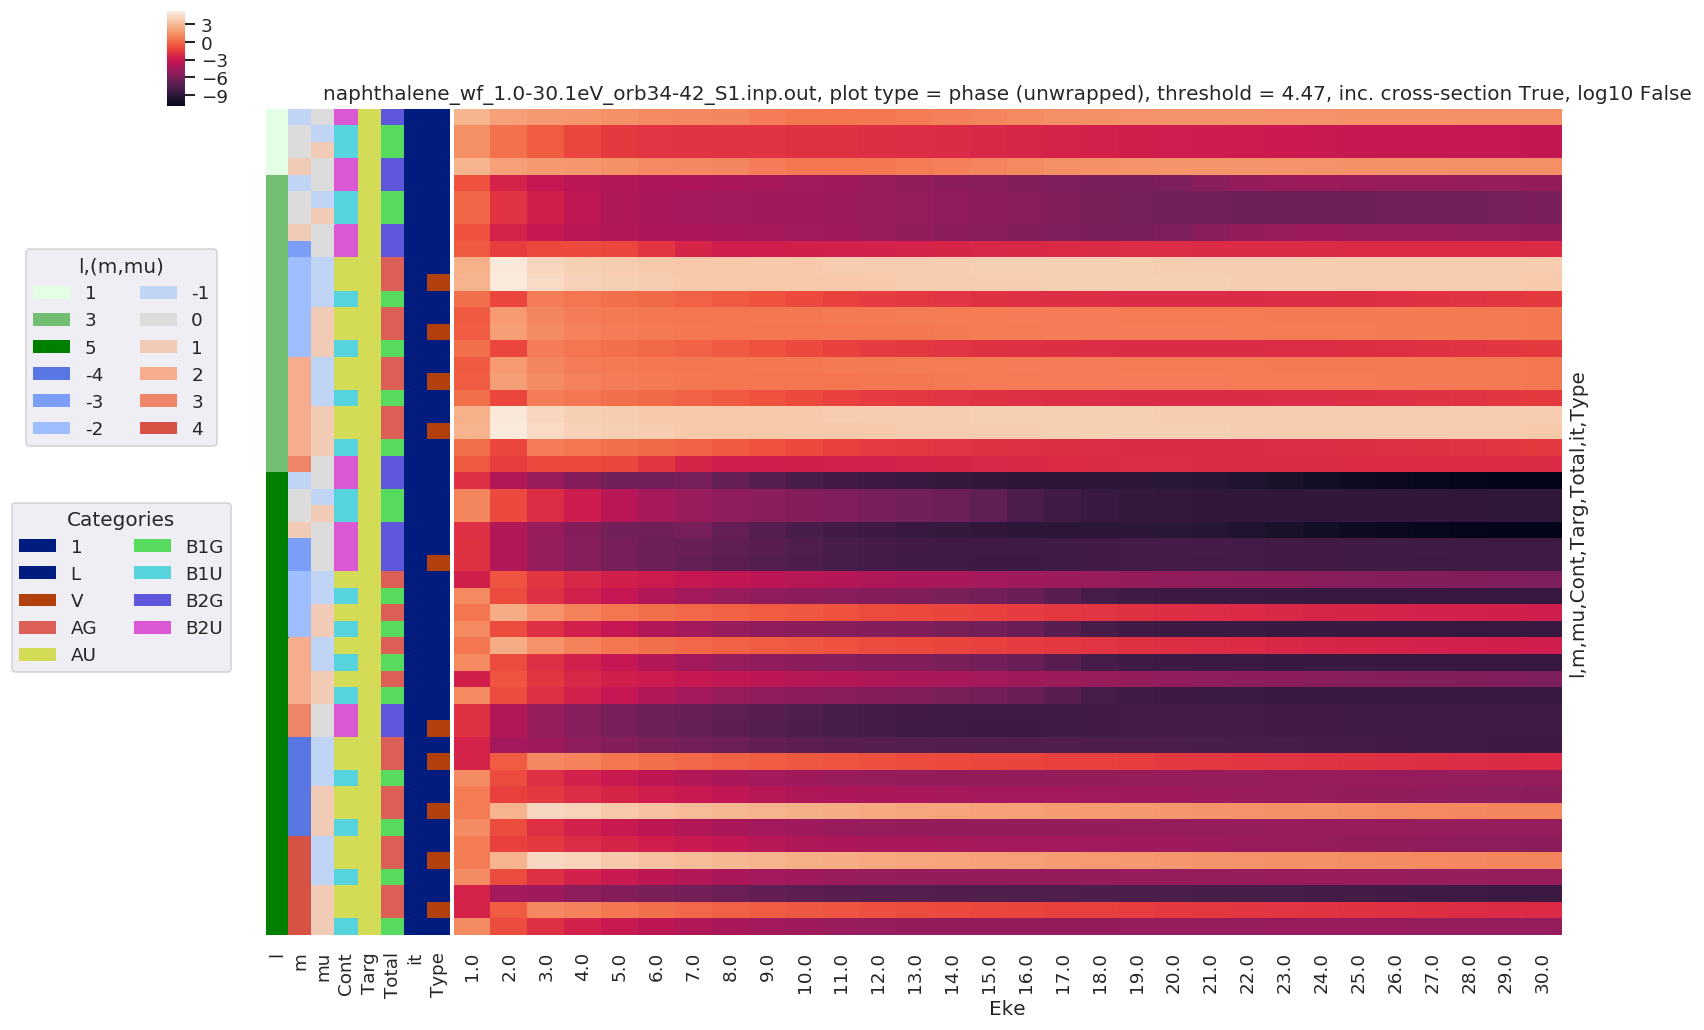 3
0
−3
−6
−9
naphthalene_wf_1.0-30.1eV_orb34-42_S1.inp.out, plot type = phase (unwrapped), threshold = 4.47, inc. cross-section True, log10 False
l,(m,mu)
1 -1
3 0
5 1
-4 2
-3 3
-2 4
Categories
1 B1G
L B1U
V B2G
AG B2U
AU
l,m,mu,Cont,Targ,Total,it,Type
l m mu Cont Targ Total it Type 1.0 2.0 3.0 4.0 5.0 6.0 7.0 8.0 9.0 10.0 11.0 12.0 13.0 14.0 15.0 16.0 17.0 18.0 19.0 20.0 21.0 22.0 23.0 24.0 25.0 26.0 27.0 28.0 29.0 30.0
Eke